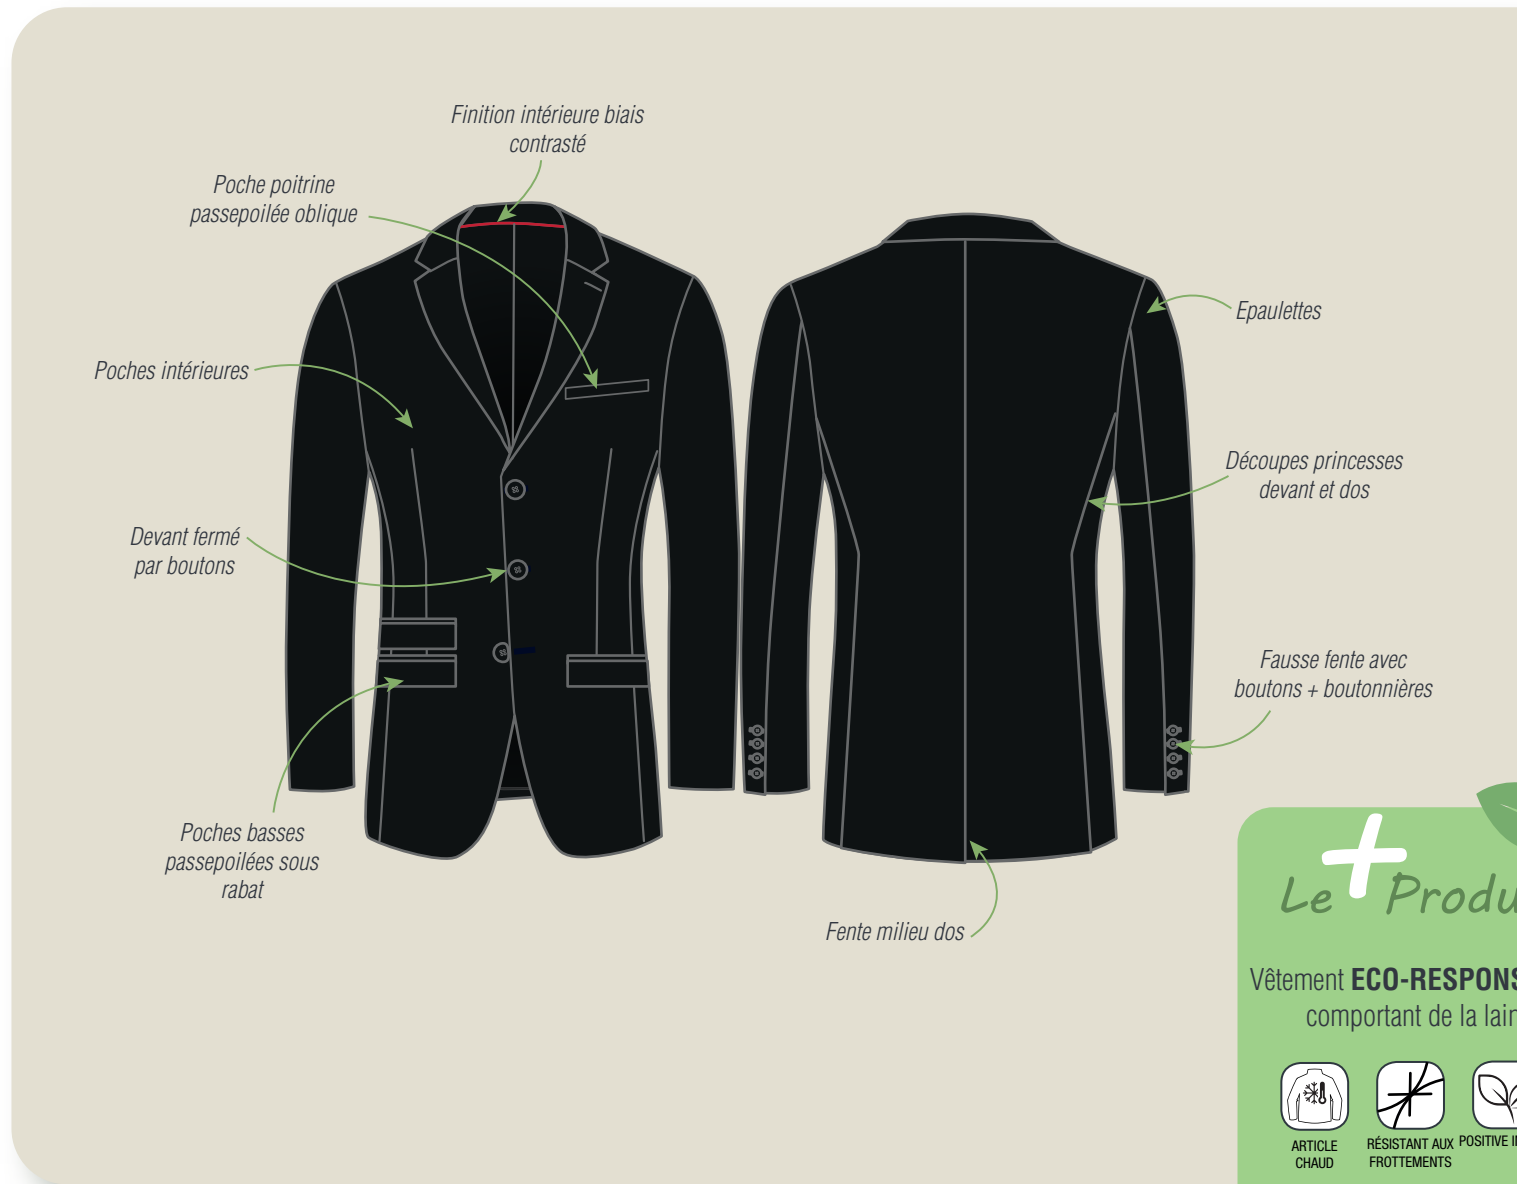 Finition intérieure biais
contrasté
Poche poitrine
passepoilée oblique
Epaulettes
Poches intérieures
Découpes princesses
devant et dos
Devant fermé
par boutons
Fausse fente avec
boutons + boutonnières
Poches basses
passepoilées sous
rabat
Fente milieu dos
Le + Produ
Vêtement ECO-RESPONS
comportant de la lain
ARTICLE
CHAUD
RÉSISTANT AUX
FROTTEMENTS
POSITIVE